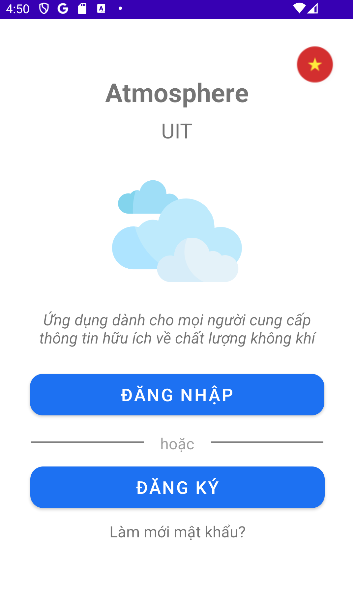 4:50
Atmosphere
UIT
Ứng dụng dành cho mọi người cung cấp
thông tin hữu ích về chất lượng không khí
ĐĂNG NHẬP
hoặc
ĐĂNG KÝ
Làm mới mật khẩu?